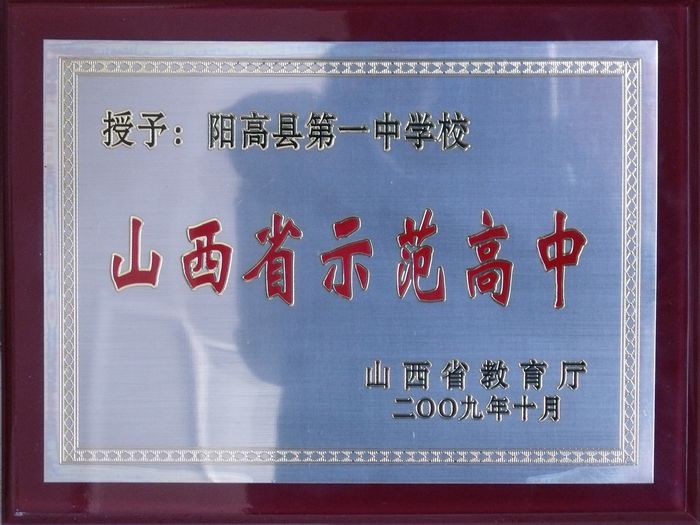 授予：阳高县第一中学校
山西省示范高中
山西省教育厅
二〇〇九年十月